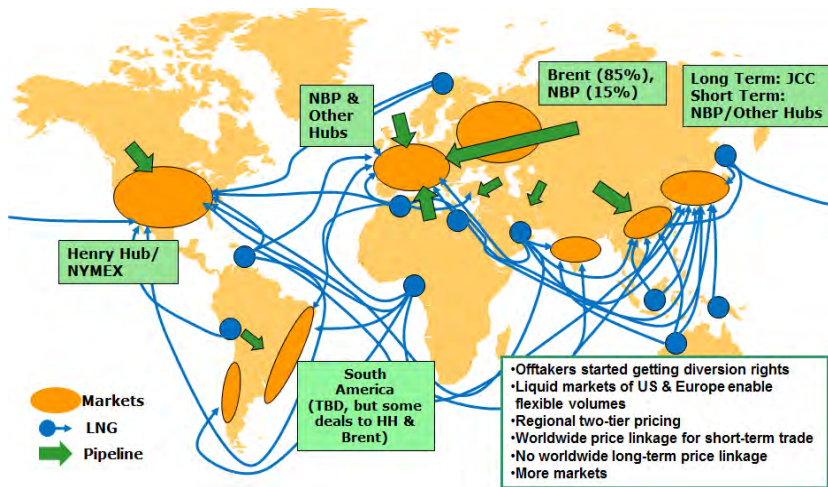 NBP &
Other
Hubs
Brent (85%),
NBP (15%)
Long Term: JCC
Short Term:
NBP/Other Hubs
Henry Hub/
NYMEX
South
America
(TBD, but some
deals to HH &
Brent)
•Offtakers started getting diversion rights
•Liquid markets of US & Europe enable
flexible volumes
•Regional two-tier pricing
•Worldwide price linkage for short-term trade
•No worldwide long-term price linkage
•More markets
Markets
LNG
Pipeline